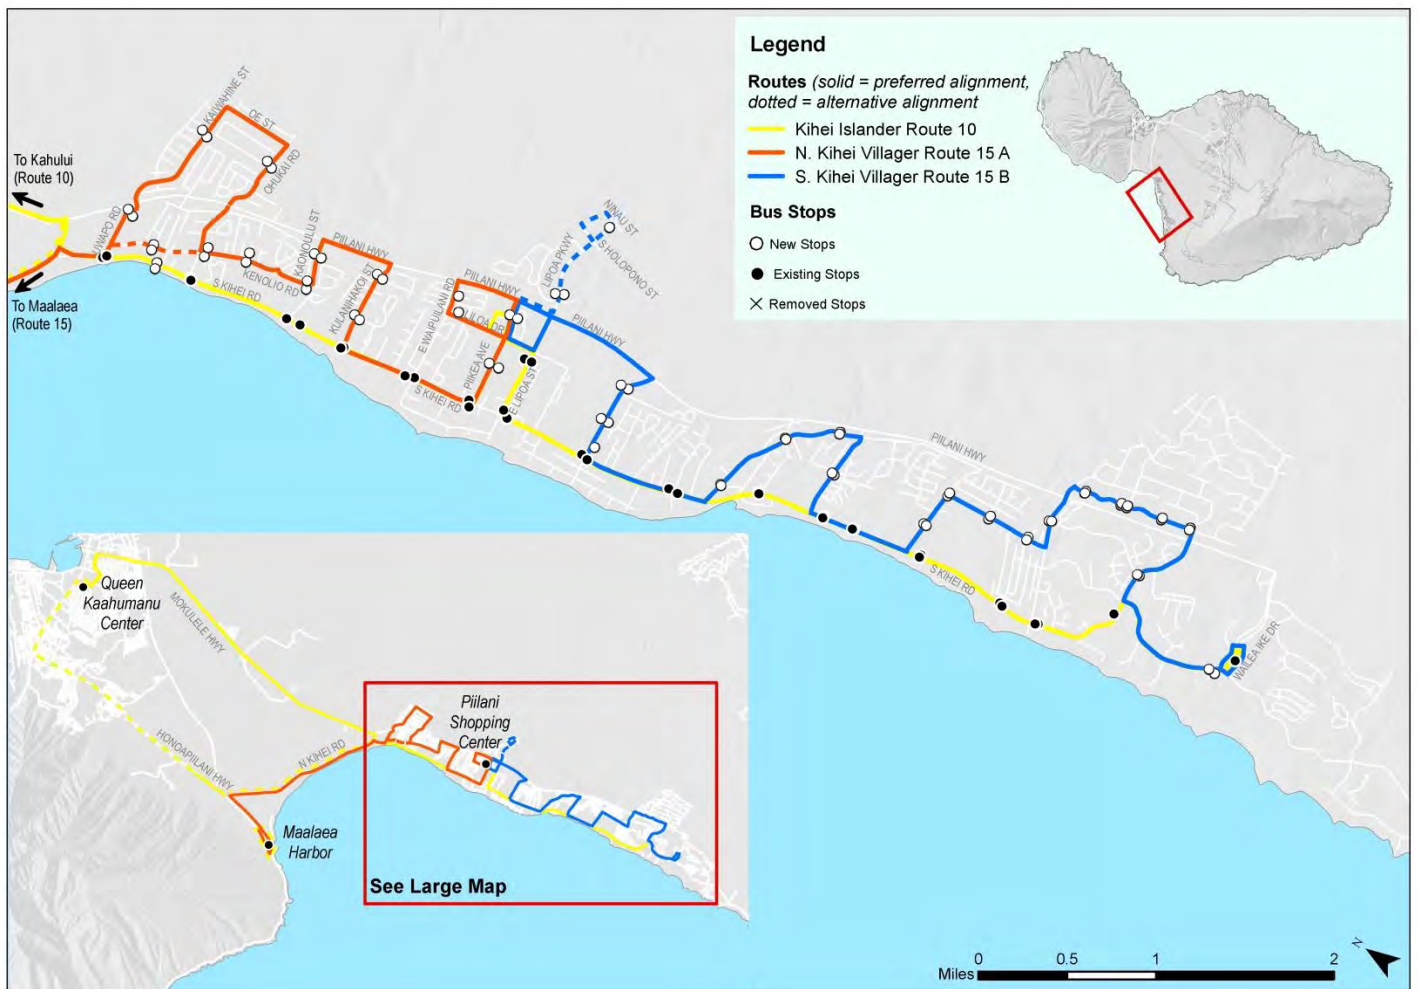 Legend
Routes (solid = preferred alignment,
dotted = alternative alignment
Kihei Islander Route 10
N. Kihei Villager Route 15 A
S. Kihei Villager Route 15 B
Bus Stops
New Stops
Existing Stops
Removed Stops
To Kahului
(Route 10)
To Maalaea
(Route 15)
KAIWAHINE ST
OE ST
OHUKAI RD
UWAPO RD
KAONOULU ST
KENOLIO RD
PIILANI HWY
S KIHEI RD
KULANIHAKOI ST
E WAIPUILANI RD
PIILANI HWY
LILOA DR
PIIKEA AVE
S KIHEI RD
E LIPOA ST
LIPOA PKWY
NINAU ST
S HOLOPONO ST
PIILANI HWY
PIILANI HWY
S KIHEI RD
WAILEA IKE DR
Queen
Kaahumanu
Center
MOKULELE HWY
HONOAPIILANI HWY
N KIHEI RD
Piilani
Shopping
Center
Maalaea
Harbor
See Large Map
N
0 0.5 1 2
Miles